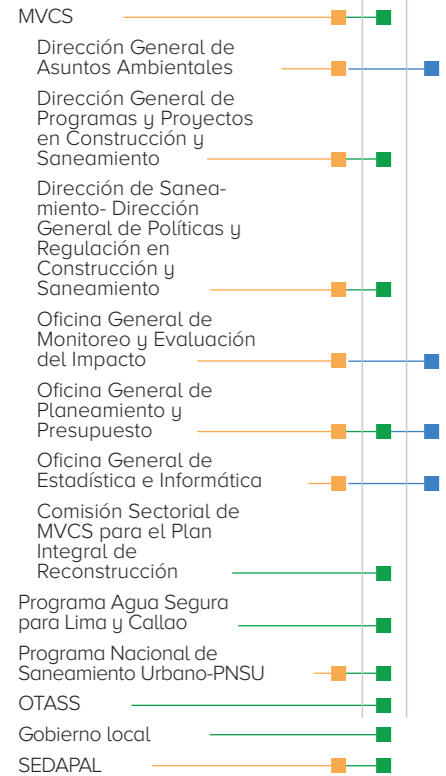 MVCS
Dirección General de
Asuntos Ambientales
Dirección General de
Programas y Proyectos
en Construcción y
Saneamiento
Dirección de Sanea-
miento- Dirección
General de Políticas y
Regulación en
Construcción y
Saneamiento
Oficina General de
Monitoreo y Evaluación
del Impacto
Oficina General de
Planeamiento y
Presupuesto
Oficina General de
Estadística e Informática
Comisión Sectorial de
MVCS para el Plan
Integral de
Reconstrucción
Programa Agua Segura
para Lima y Callao
Programa Nacional de
Saneamiento Urbano-PNSU
OTASS
Gobierno local
SEDAPAL